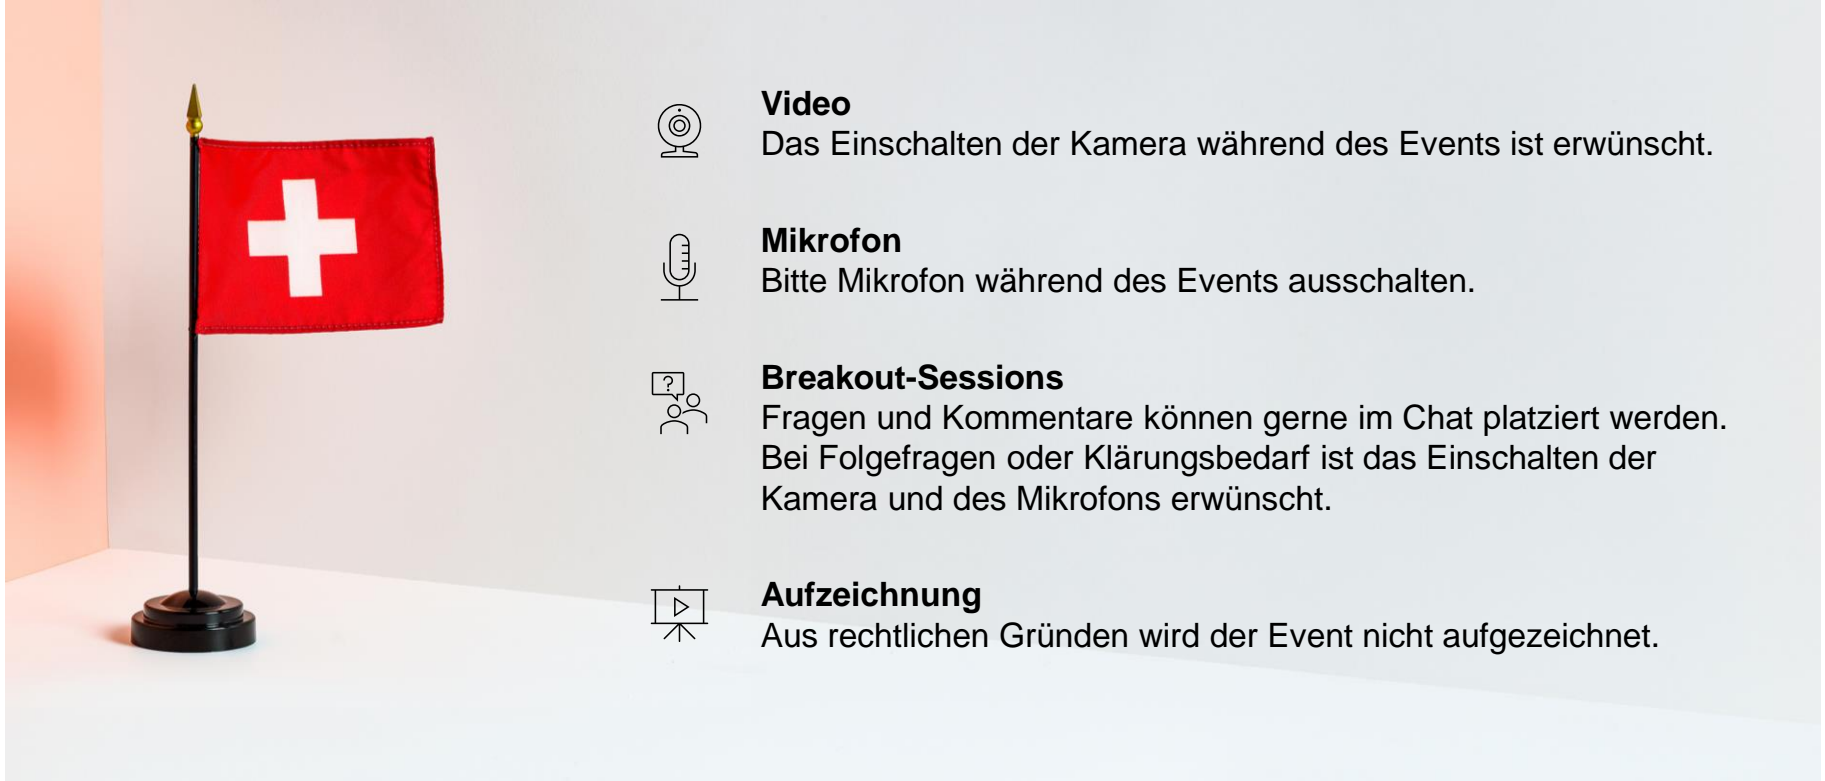 Video
Das Einschalten der Kamera während des Events ist erwünscht.
Mikrofon
Bitte Mikrofon während des Events ausschalten.
?
Breakout-Sessions
Fragen und Kommentare können gerne im Chat platziert werden.
Bei Folgefragen oder Klärungsbedarf ist das Einschalten der
Kamera und des Mikrofons erwünscht.
Aufzeichnung
Aus rechtlichen Gründen wird der Event nicht aufgezeichnet.